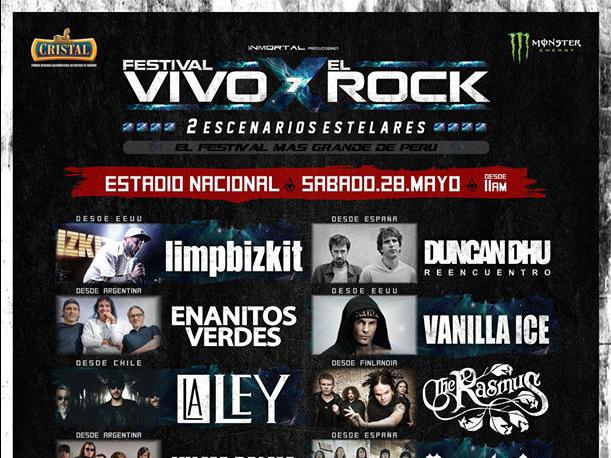 CRISTAL
INMORTAL PRODUCCIONES
MONSTER
ENERGY
FESTIVAL EL
VIVO X 7 ROCK
2 ESCENARIOS ESTELARES
EL FESTIVAL MAS GRANDE DE PERU
ESTADIO NACIONAL SABADO.28.MAYO DESDE 11AM
DESDE EEUU
limpbizkit
DESDE ESPAÑA
DUNCAN DHU
REENCUENTRO
DESDE ARGENTINA
ENANITOS
VERDES
DESDE EEUU
VANILLA ICE
DESDE CHILE
LA LEY
DESDE FINLANDIA
The Rasmus
DESDE ARGENTINA
DESDE ESPAÑA